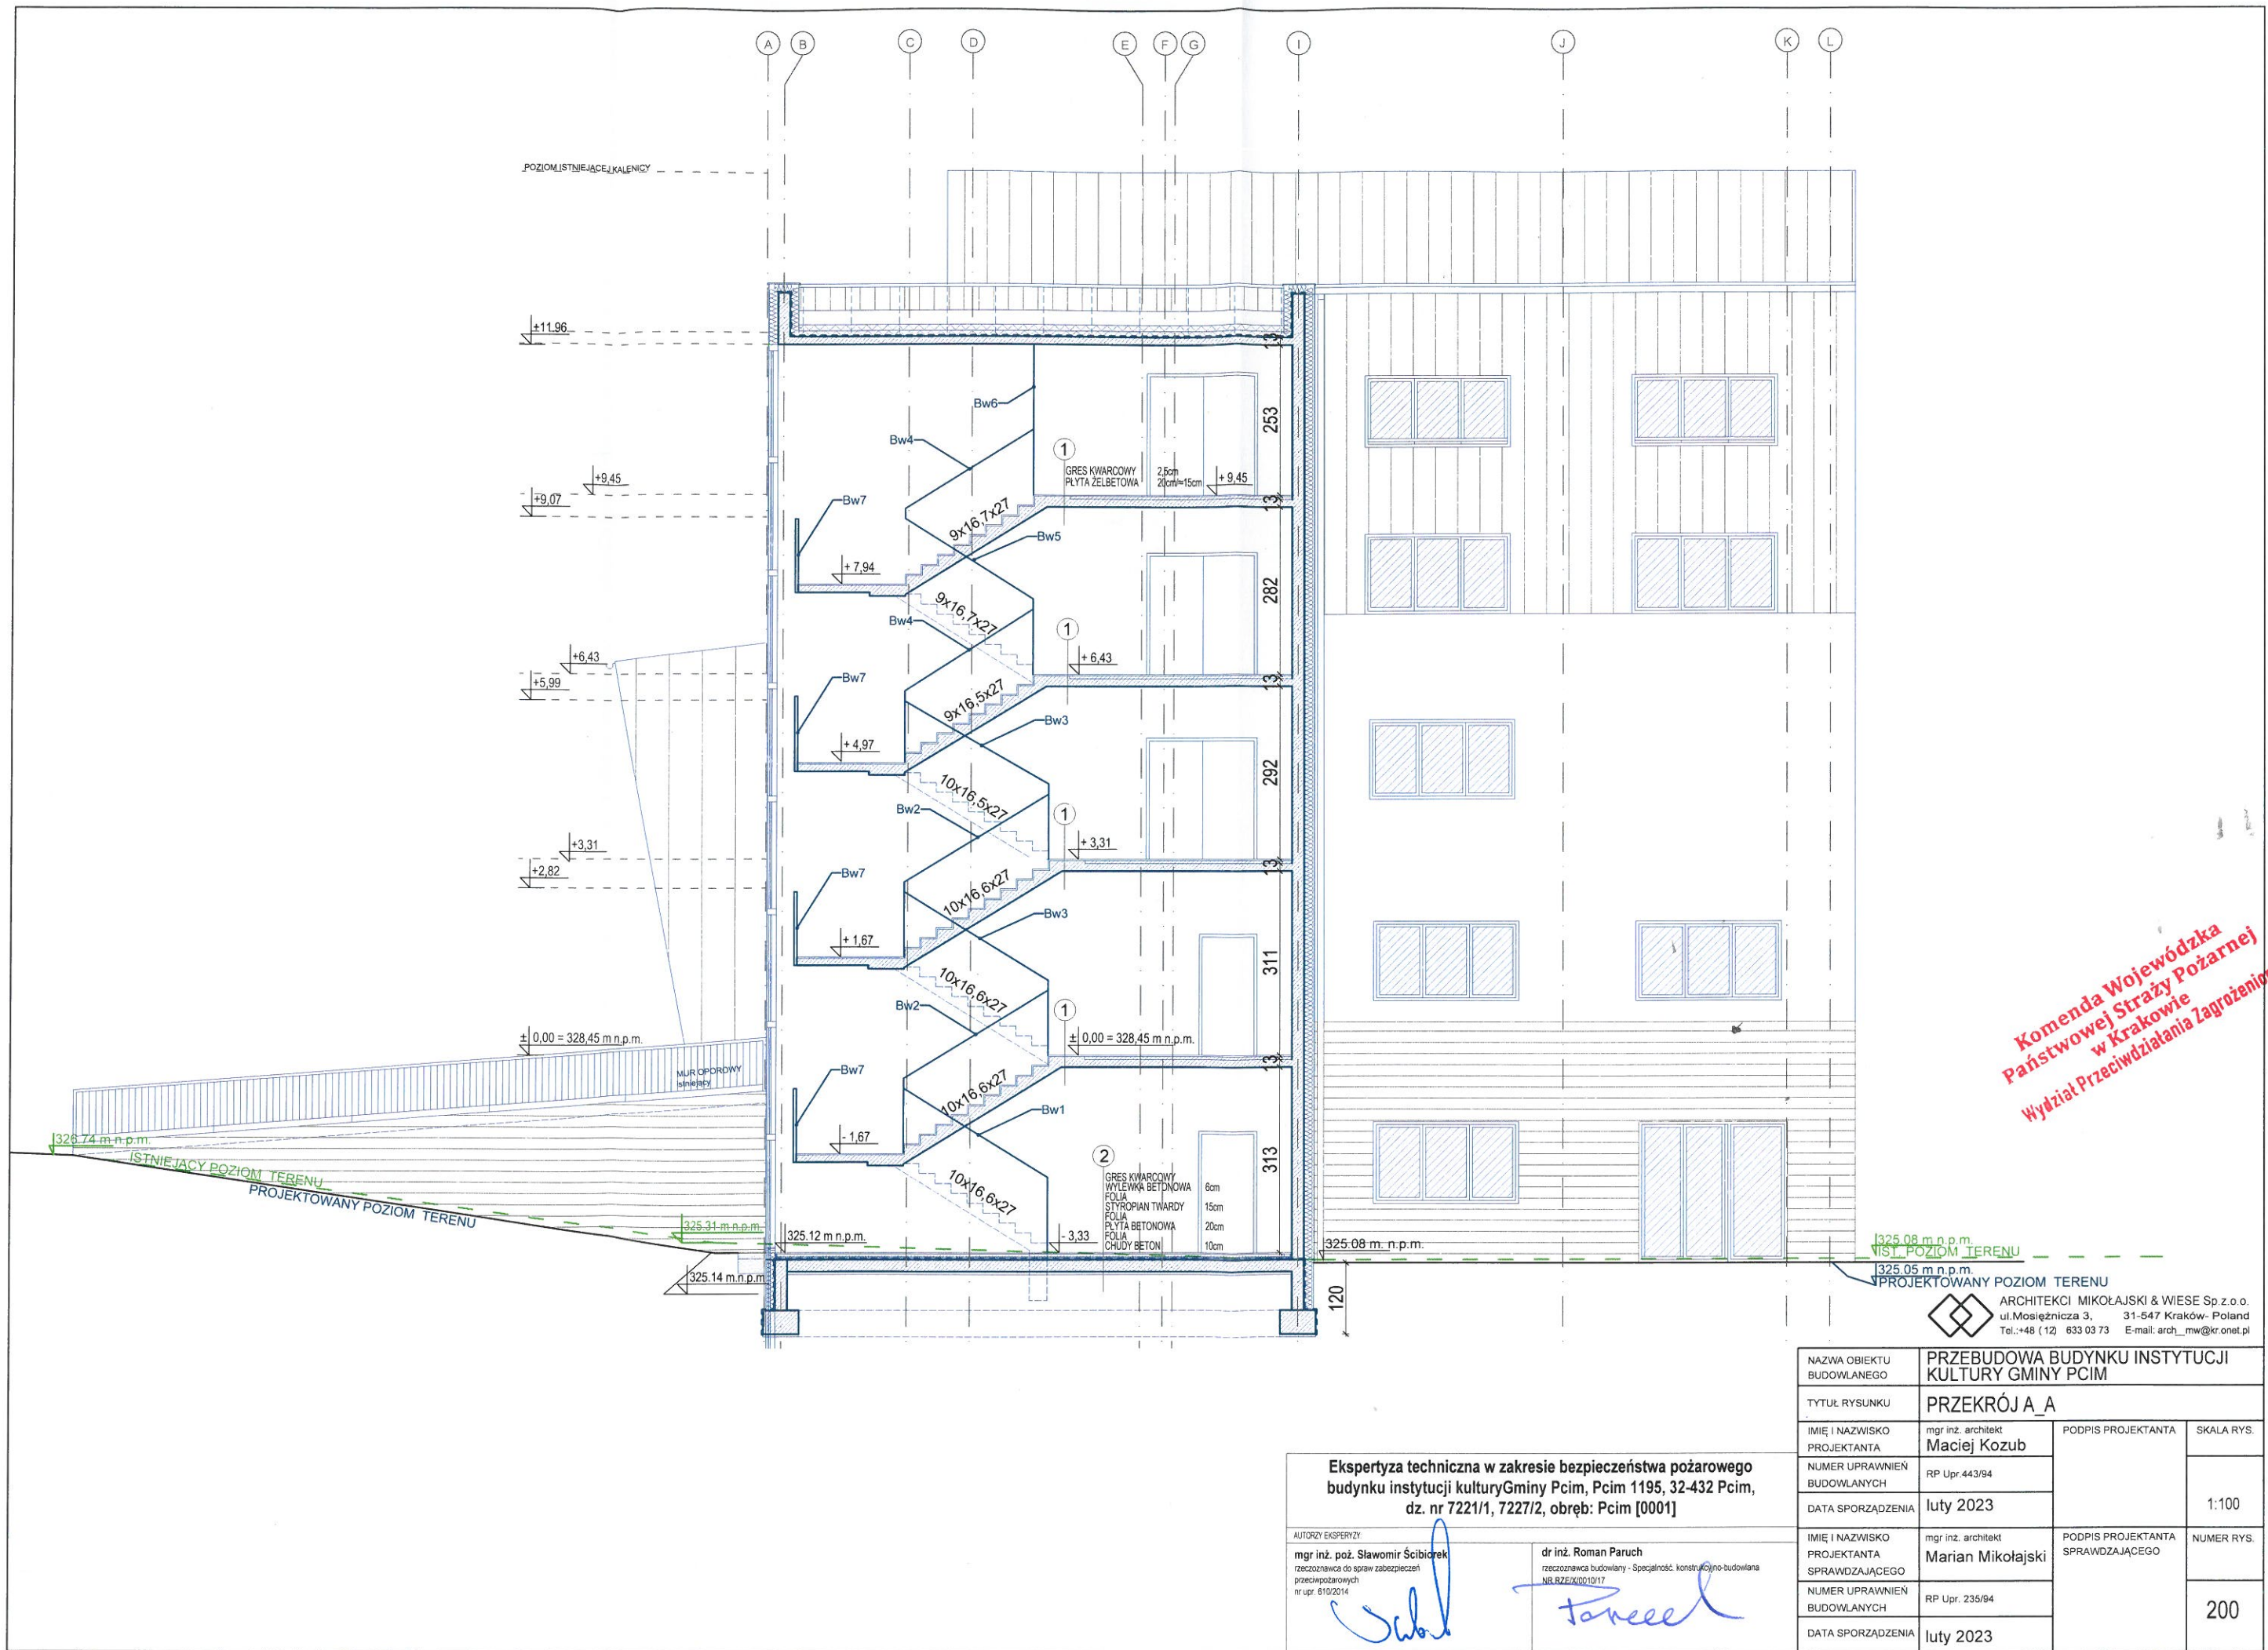 A
B
C
D
E
F
G
I
J
K
L
POZIOM ISTNIEJĄCEJ KALENICY
±11.96
13
Bw6
253
Bw4
1
GRES KWARCOWY 2,5cm
PŁYTA ŻELBETOWA 20cm/=15cm
+ 9,45
+9,45
+9,07
Bw7
13
9x16,7x27
Bw5
+ 7,94
282
9x16,7x27
Bw4
1
+6,43
+ 6,43
+5,99
Bw7
13
9x16,5x27
Bw3
+ 4,97
292
10x16,5x27
Bw2
1
+3,31
+ 3,31
+2,82
Bw7
13
10x16,6x27
Bw3
+ 1,67
311
10x16,6x27
Bw2
1
± 0,00 = 328,45 m n.p.m.
± 0,00 = 328,45 m n.p.m.
MUR OPOROWY
istniejący
Bw7
13
10x16,6x27
Bw1
- 1,67
313
10x16,6x27
2
GRES KWARCOWY
WYLEWKA BETONOWA 6cm
FOLIA
STYROPIAN TWARDY 15cm
FOLIA
PŁYTA BETONOWA 20cm
FOLIA
CHUDY BETON 10cm
326.74 m n.p.m.
ISTNIEJĄCY POZIOM TERENU
PROJEKTOWANY POZIOM TERENU
325.31 m n.p.m.
325.12 m n.p.m.
- 3,33
325.08 m. n.p.m.
325.14 m.n.p.m
120
325.08 m n.p.m.
IST. POZIOM TERENU
325.05 m n.p.m.
PROJEKTOWANY POZIOM TERENU
Komenda Wojewódzka
Państwowej Straży Pożarnej
w Krakowie
Wydział Przeciwdziałania Zagrożenio
ARCHITEKCI MIKOŁAJSKI & WIESE Sp.z.o.o.
ul.Mosiężnicza 3, 31-547 Kraków- Poland
Tel.:+48 ( 12) 633 03 73 E-mail: arch_mw@kr.onet.pl
NAZWA OBIEKTU BUDOWLANEGO
PRZEBUDOWA BUDYNKU INSTYTUCJI
KULTURY GMINY PCIM
TYTUŁ RYSUNKU
PRZEKRÓJ A_A
IMIĘ I NAZWISKO PROJEKTANTA
mgr inż. architekt
Maciej Kozub
PODPIS PROJEKTANTA
SKALA RYS.
NUMER UPRAWNIEŃ BUDOWLANYCH
RP Upr.443/94
DATA SPORZĄDZENIA
luty 2023
1:100
IMIĘ I NAZWISKO PROJEKTANTA SPRAWDZAJĄCEGO
mgr inż. architekt
Marian Mikołajski
PODPIS PROJEKTANTA SPRAWDZAJĄCEGO
NUMER RYS.
NUMER UPRAWNIEŃ BUDOWLANYCH
RP Upr. 235/94
200
DATA SPORZĄDZENIA
luty 2023
Ekspertyza techniczna w zakresie bezpieczeństwa pożarowego
budynku instytucji kulturyGminy Pcim, Pcim 1195, 32-432 Pcim,
dz. nr 7221/1, 7227/2, obręb: Pcim [0001]
AUTORZY EKSPERYZY:
mgr inż. poż. Sławomir Ścibiorek
rzeczoznawca do spraw zabezpieczeń
przeciwpożarowych
nr upr. 610/2014
dr inż. Roman Paruch
rzeczoznawca budowlany - Specjalność. konstrukcyjno-budowlana
NR RZE/X/0010/17